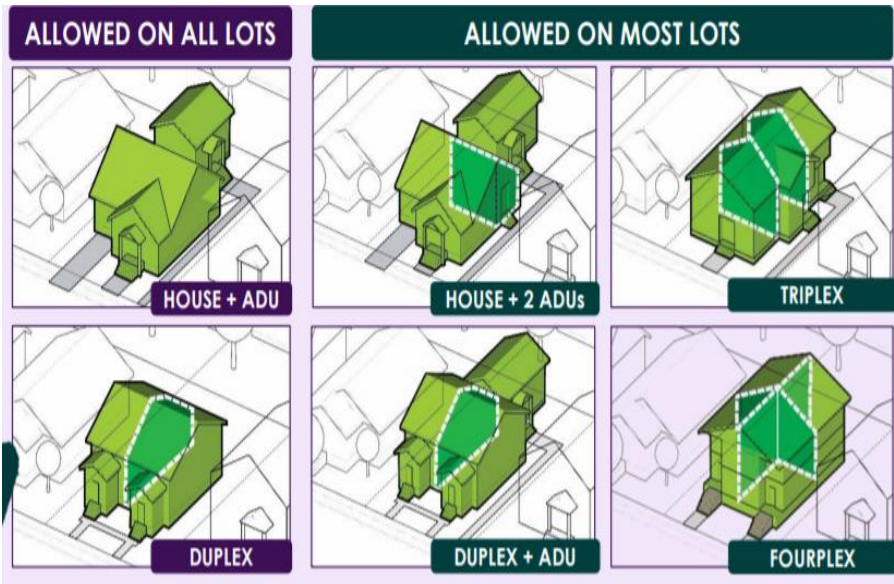 ALLOWED ON ALL LOTS
ALLOWED ON MOST LOTS
HOUSE + ADU
HOUSE + 2 ADUs
TRIPLEX
DUPLEX
DUPLEX + ADU
FOURPLEX